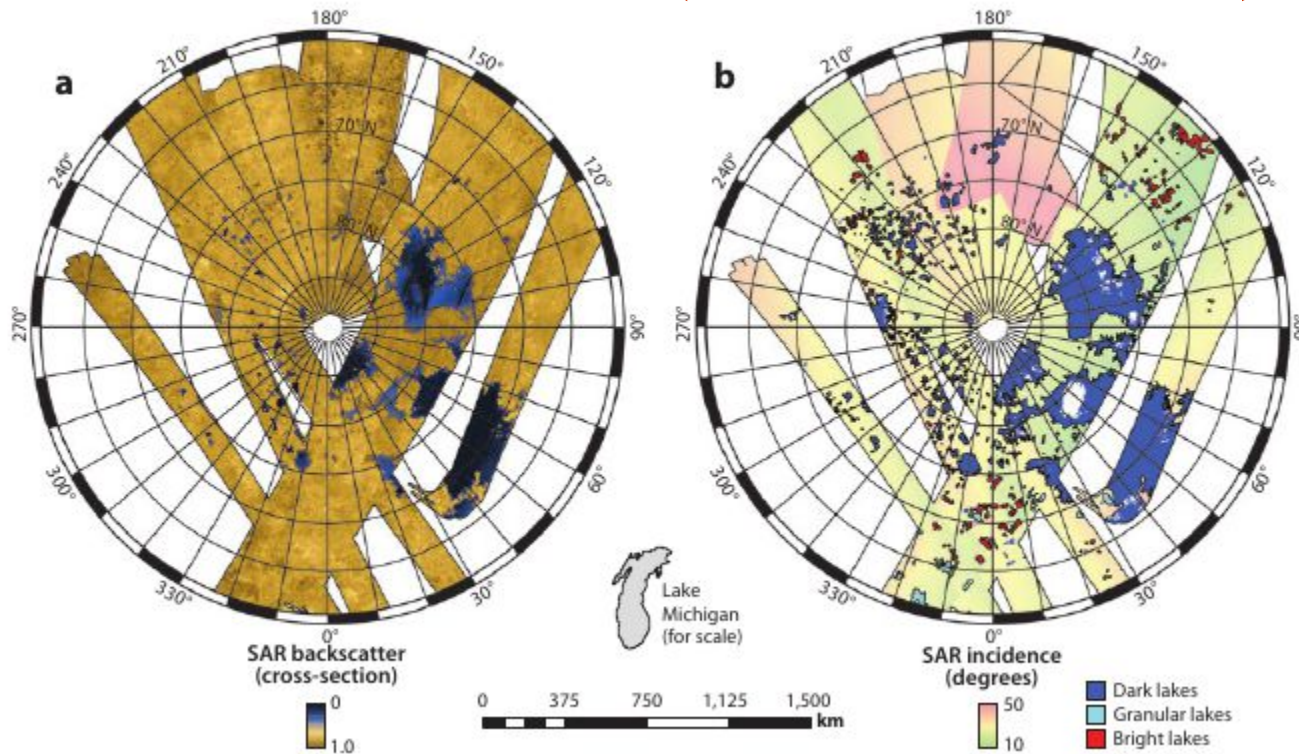 a
180°
210°
150°
240°
120°
70° N
80° N
270°
90°
300°
60°
330°
30°
0°
b
180°
210°
150°
240°
120°
70° N
80° N
270°
300°
60°
330°
30°
0°
SAR backscatter
(cross-section)
0
1.0
Lake
Michigan
(for scale)
0 375 750 1,125 1,500
km
SAR incidence
(degrees)
50
10
Dark lakes
Granular lakes
Bright lakes